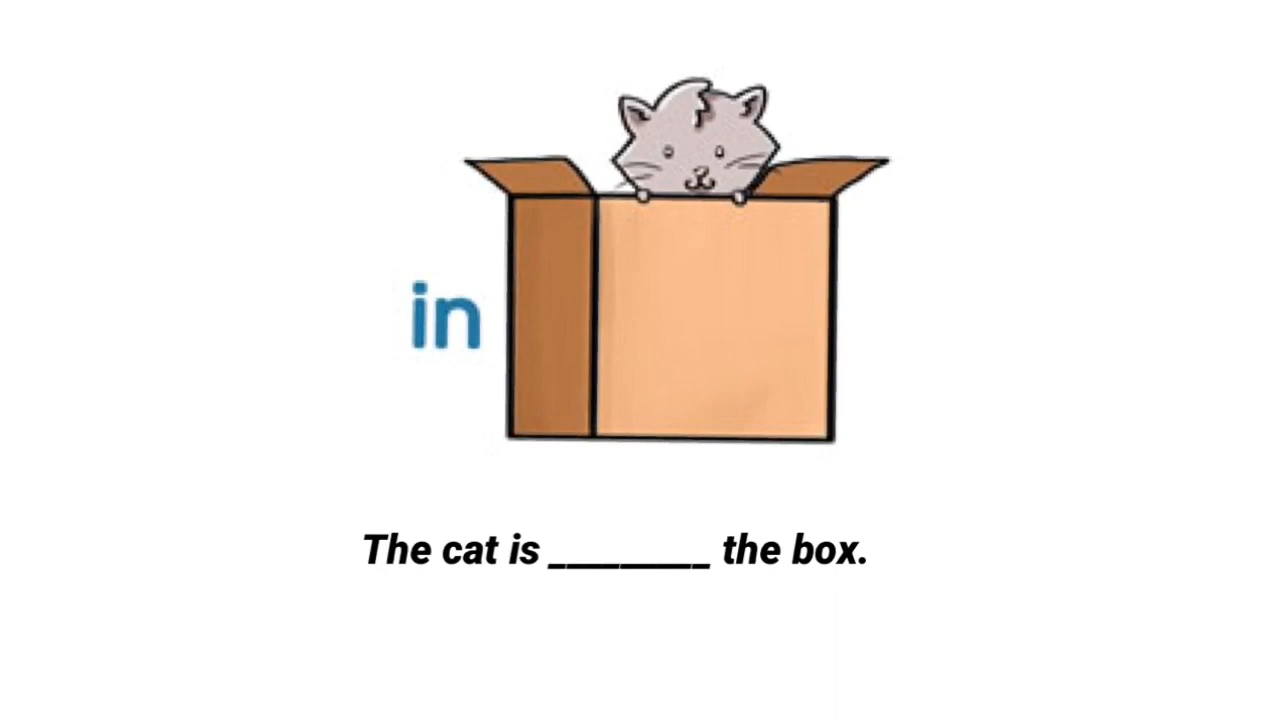 in
The cat is ________ the box.